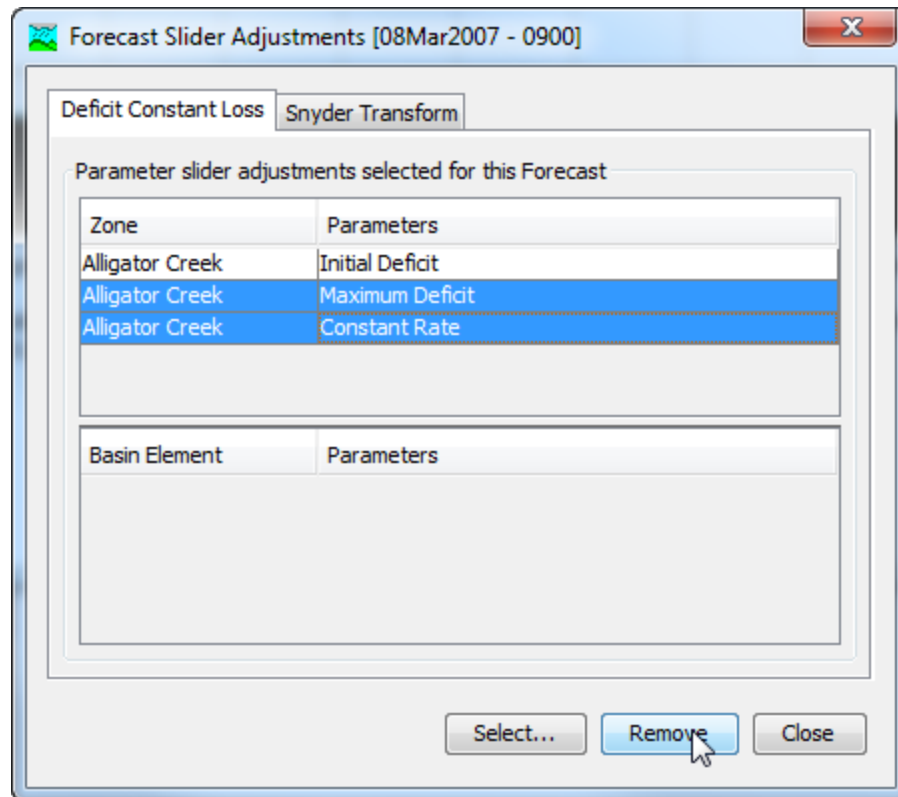 Forecast Slider Adjustments [08Mar2007 - 0900]
Deficit Constant Loss Snyder Transform
Parameter slider adjustments selected for this Forecast
Zone Parameters
Alligator Creek Initial Deficit
Alligator Creek Maximum Deficit
Alligator Creek Constant Rate
Basin Element Parameters
Select... Remove Close